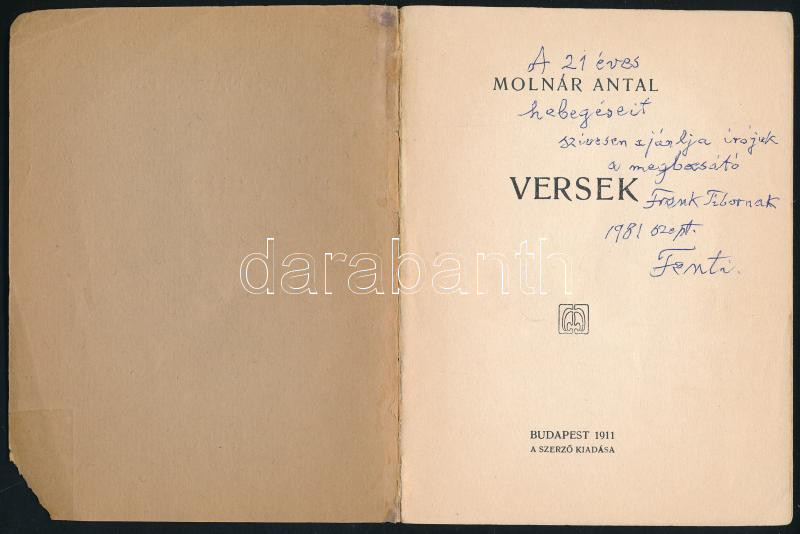 A 21 éves
MOLNÁR ANTAL
hebegéseit
szívesen ajánlja írójuk
a megbocsátó
VERSEK
Frank Tibornak
1981 szept.
Fenti.
darabanth
BUDAPEST 1911
A SZERZŐ KIADÁSA